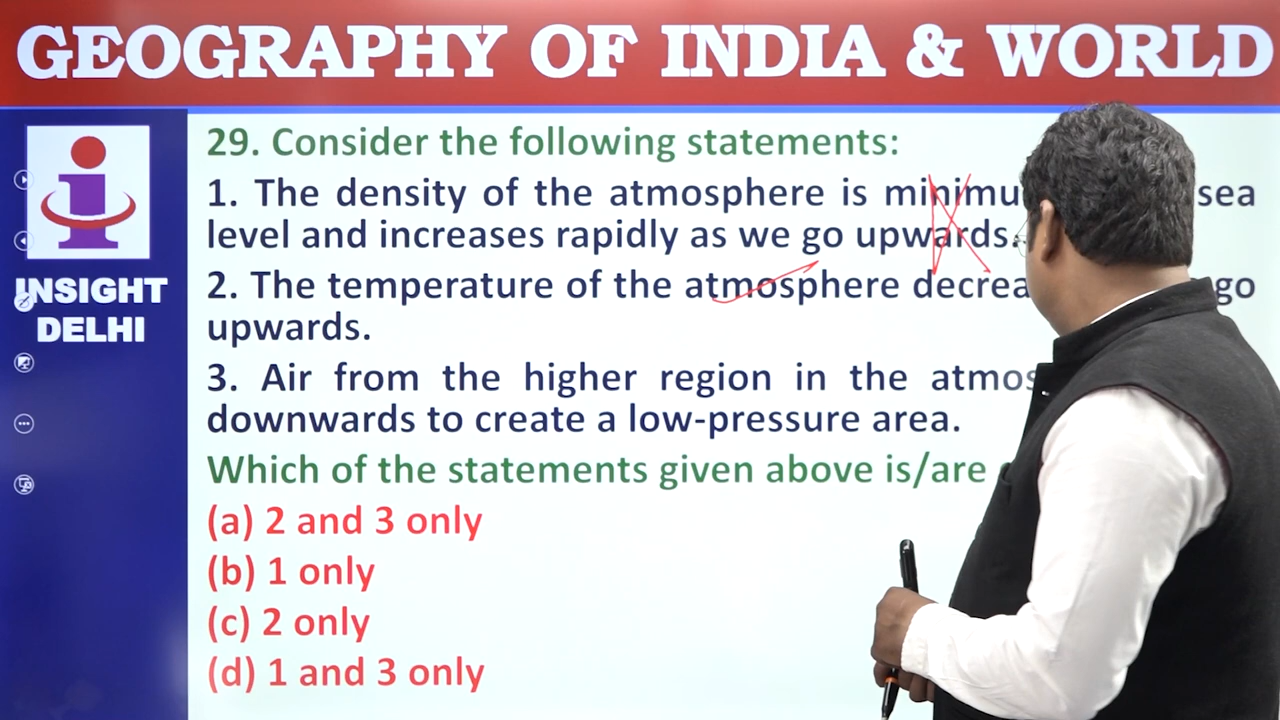 GEOGRAPHY OF INDIA & WORLD
INSIGHT
DELHI
29. Consider the following statements:
1. The density of the atmosphere is sea
level and increases rapidly as we go upwards.
2. The temperature of the atmosphere go
upwards.
3. Air from the higher region in the
downwards to create a low-pressure area.
Which of the statements given above is/are
(a) 2 and 3 only
(b) 1 only
(c) 2 only
(d) 1 and 3 only